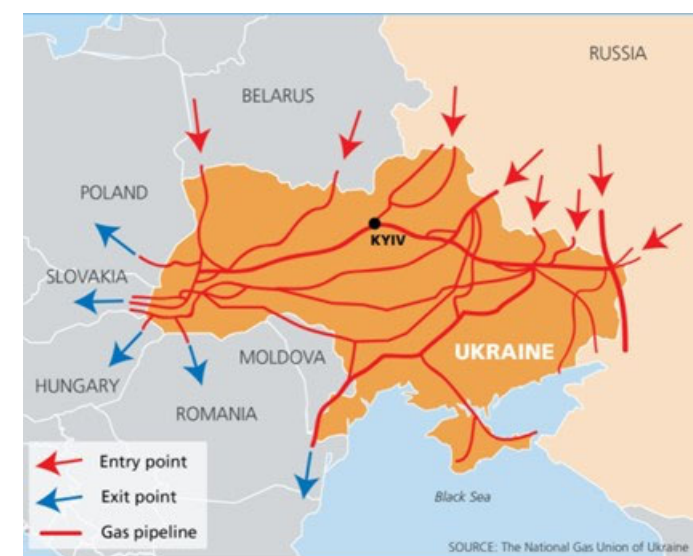 RUSSIA
BELARUS
POLAND
KYIV
SLOVAKIA
UKRAINE
MOLDOVA
HUNGARY
ROMANIA
Entry point
Exit point
Gas pipeline
Black Sea
SOURCE: The National Gas Union of Ukraine